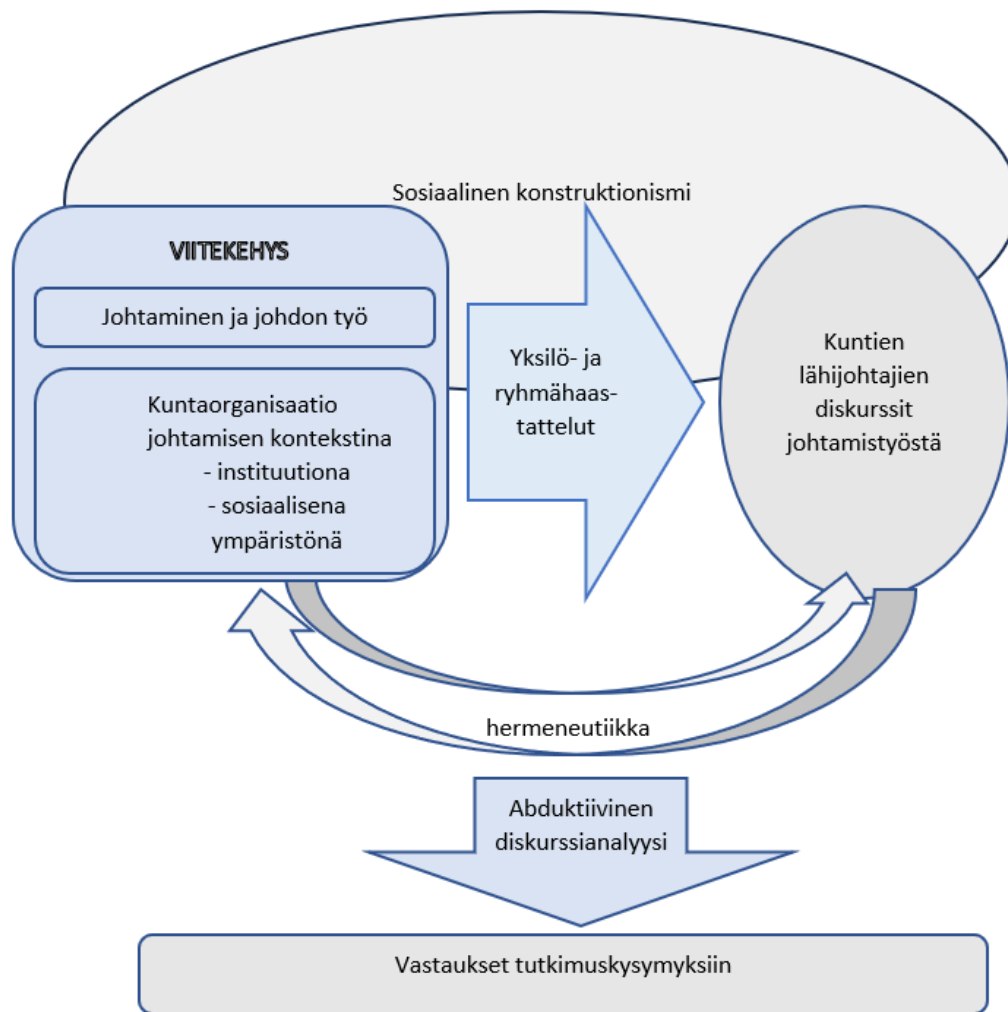 Sosiaalinen konstruktionismi
VIITEKEHYS
Johtaminen ja johdon työ
Kuntaorganisaatio
johtamisen kontekstina
- instituutiona
- sosiaalisena
ympäristönä
Yksilö- ja
ryhmähaas-
tattelut
Kuntien
lähijohtajien
diskurssit
johtamistyöstä
hermeneutiikka
Abduktiivinen
diskurssianalyysi
Vastaukset tutkimuskysymyksiin